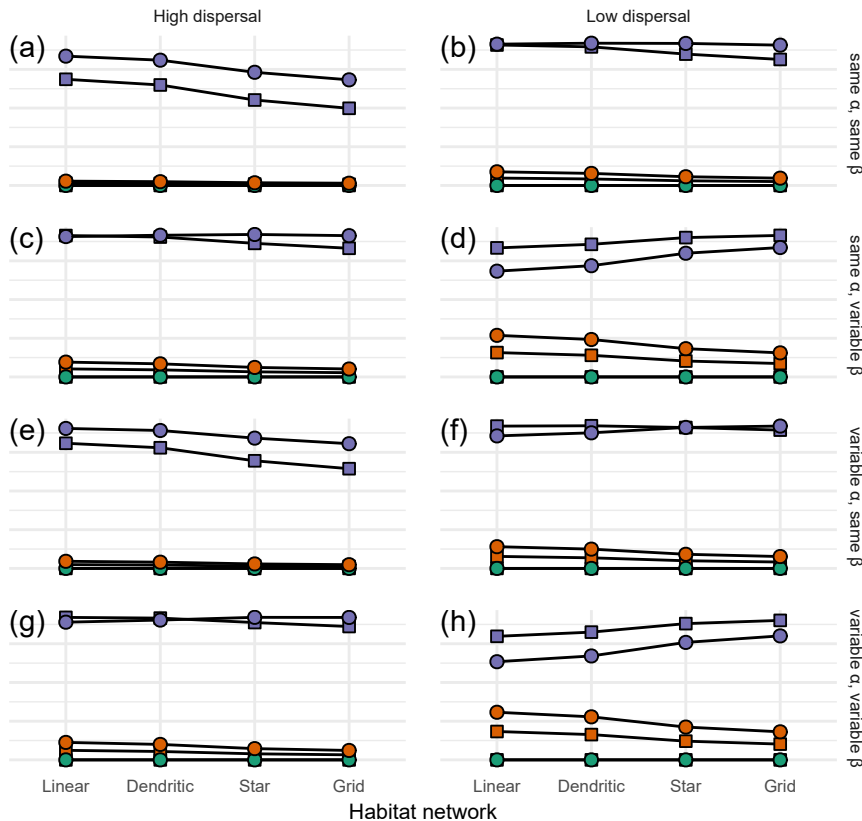 High dispersal
Low dispersal
(a)
(b)
same α, same β
(c)
(d)
same α, variable β
(e)
(f)
variable α, same β
(g)
(h)
variable α, variable β
Linear Dendritic Star Grid
Linear Dendritic Star Grid
Habitat network